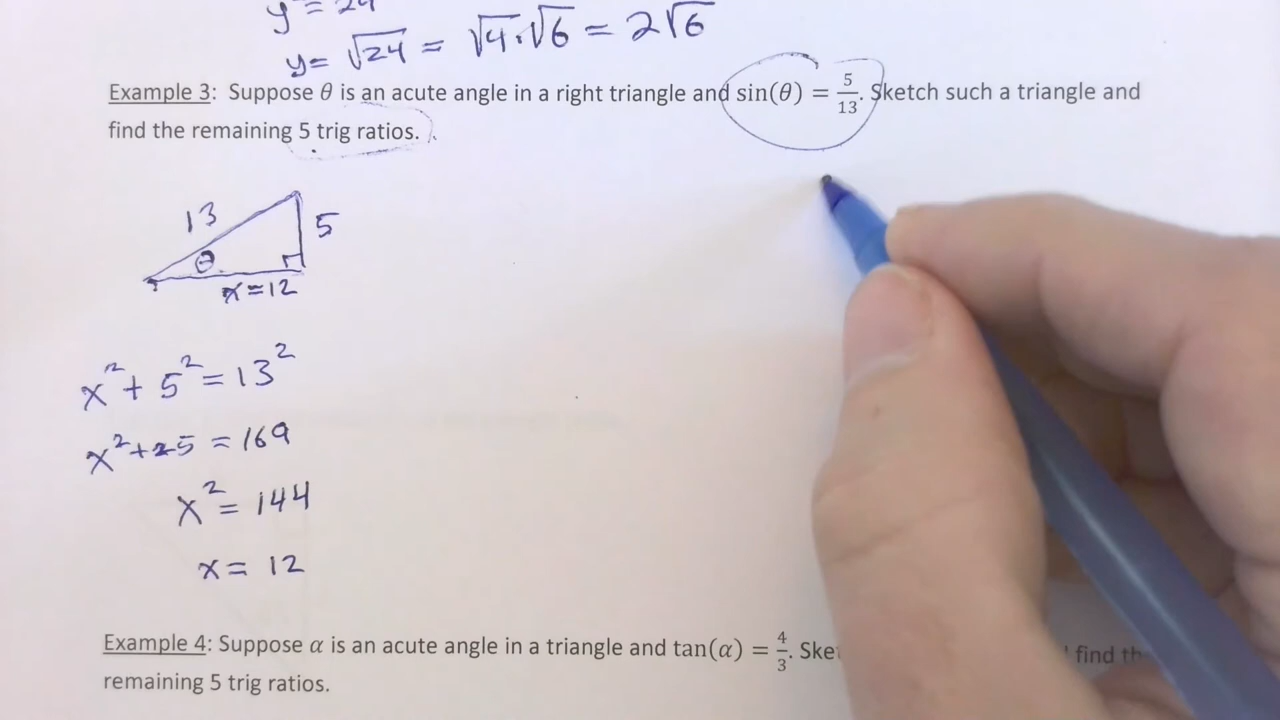 y = 24
y = √24 = √4·√6 = 2√6
Example 3: Suppose θ is an acute angle in a right triangle and sin(θ) = 5/13. Sketch such a triangle and
find the remaining 5 trig ratios.
13
5
θ
x=12
x² + 5² = 13²
x² + 25 = 169
x² = 144
x = 12
Example 4: Suppose α is an acute angle in a triangle and tan(α) = 4/3. find
remaining 5 trig ratios.